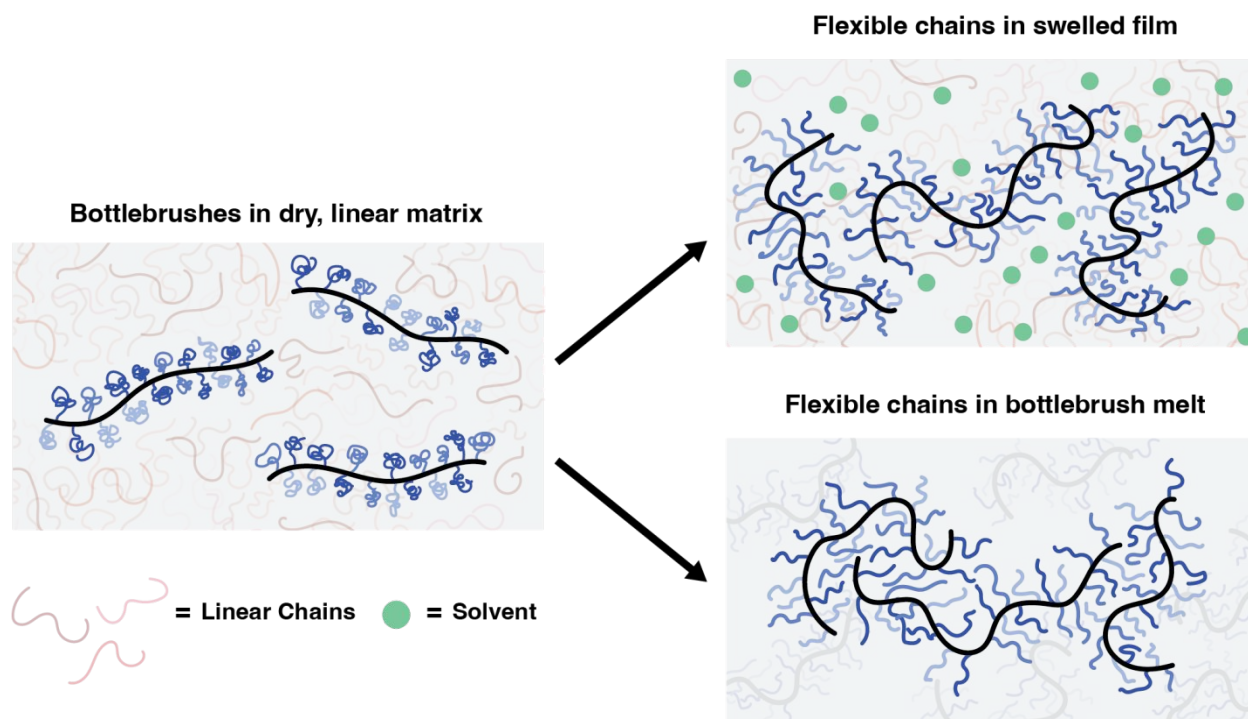 Flexible chains in swelled film
Bottlebrushes in dry, linear matrix
Flexible chains in bottlebrush melt
= Linear Chains
= Solvent